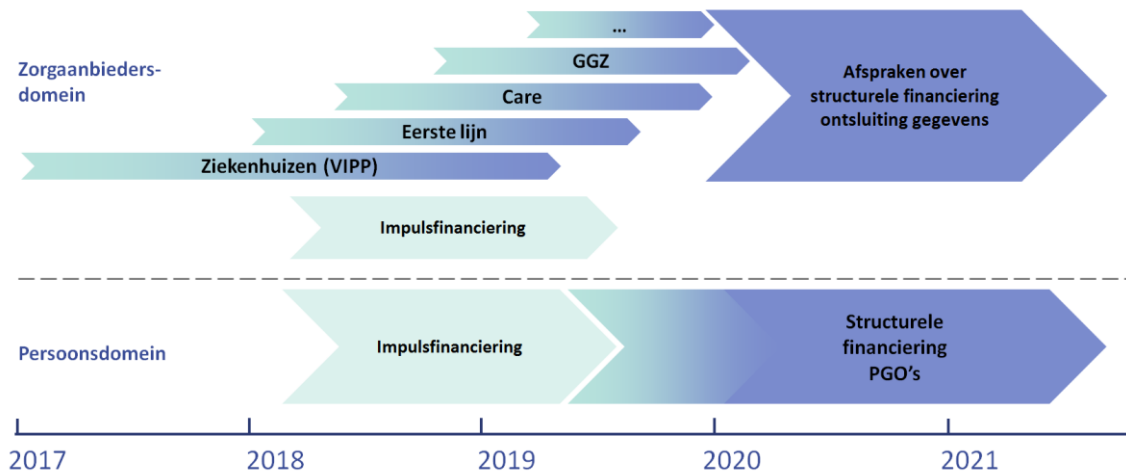 ...
Zorgaanbieders-
domein
GGZ
Care
Eerste lijn
Ziekenhuizen (VIPP)
Afspraken over
structurele financiering
ontsluiting gegevens
Impulsfinanciering
Persoonsdomein
Impulsfinanciering
Structurele
financiering
PGO's
2017
2018
2019
2020
2021